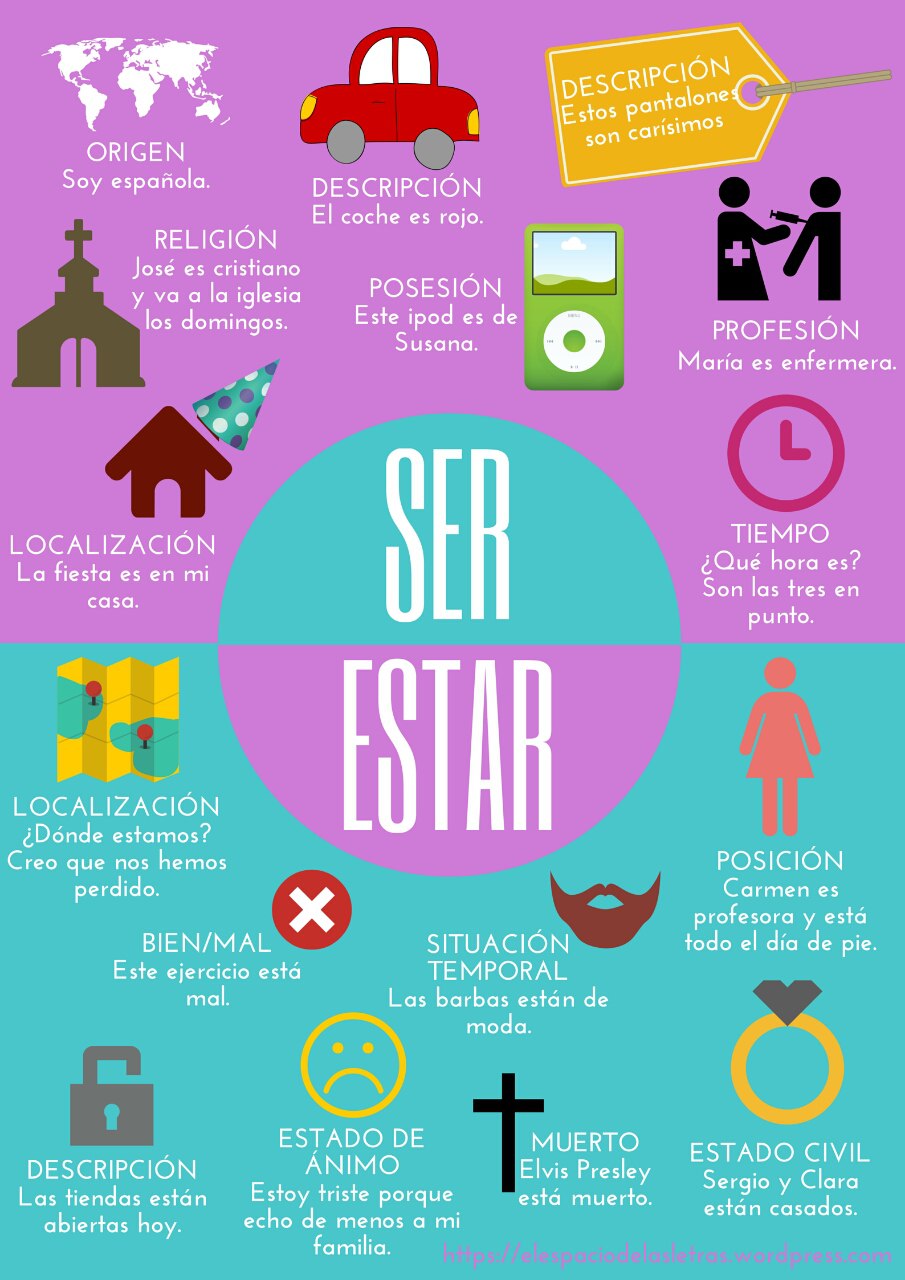 ORIGEN
Soy española.
DESCRIPCIÓN
El coche es rojo.
DESCRIPCIÓN
Estos pantalones
son carísimos
RELIGIÓN
José es cristiano
y va a la iglesia
los domingos.
POSESIÓN
Este ipod es de
Susana.
MENU
PROFESIÓN
María es enfermera.
LOCALIZACIÓN
La fiesta es en mi
casa.
SER
TIEMPO
¿Qué hora es?
Son las tres en
punto.
ESTAR
LOCALIZACIÓN
¿Dónde estamos?
Creo que nos hemos
perdido.
POSICIÓN
Carmen es
profesora y está
todo el día de pie.
BIEN/MAL
Este ejercicio está
mal.
SITUACIÓN
TEMPORAL
Las barbas están de
moda.
DESCRIPCIÓN
Las tiendas están
abiertas hoy.
ESTADO DE
ÁNIMO
Estoy triste porque
echo de menos a mi
familia.
MUERTO
Elvis Presley
está muerto.
ESTADO CIVIL
Sergio y Clara
están casados.
https://elespaciodelasletras.wordpress.com